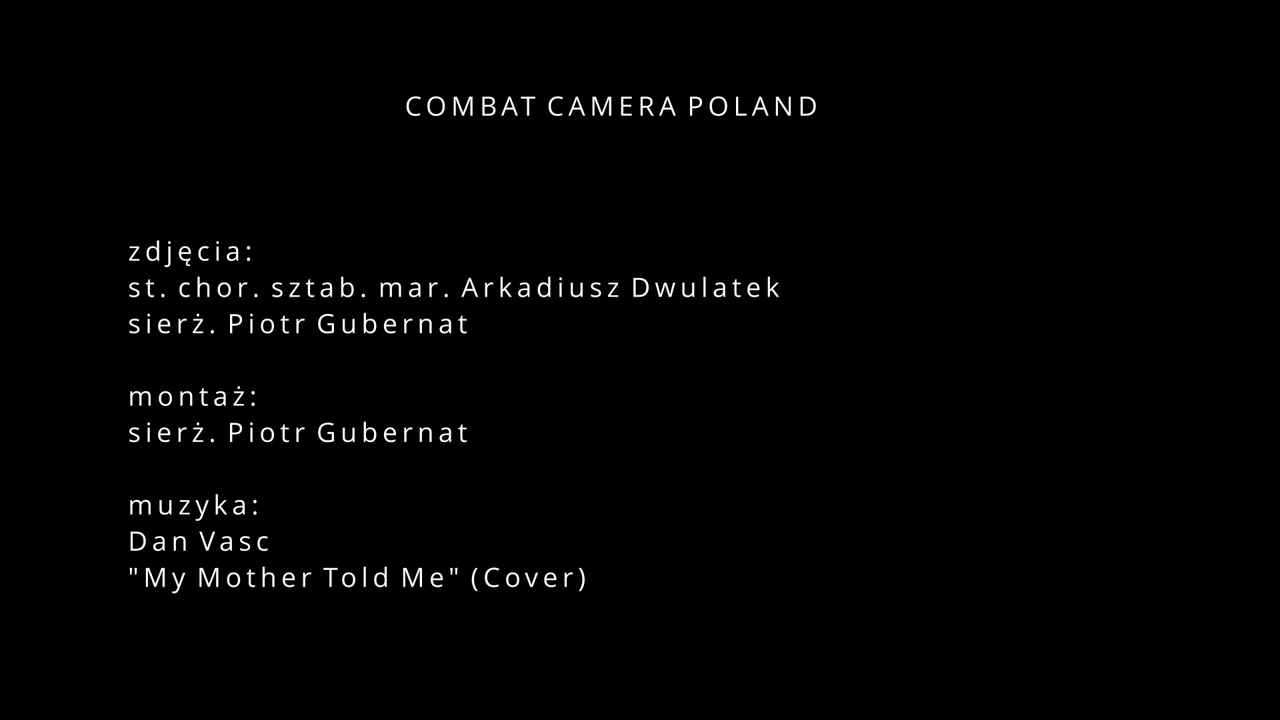 COMBAT CAMERA POLAND
zdjęcia:
st. chor. sztab. mar. Arkadiusz Dwulatek
sierż. Piotr Gubernat
montaż:
sierż. Piotr Gubernat
muzyka:
Dan Vasc
"My Mother Told Me" (Cover)